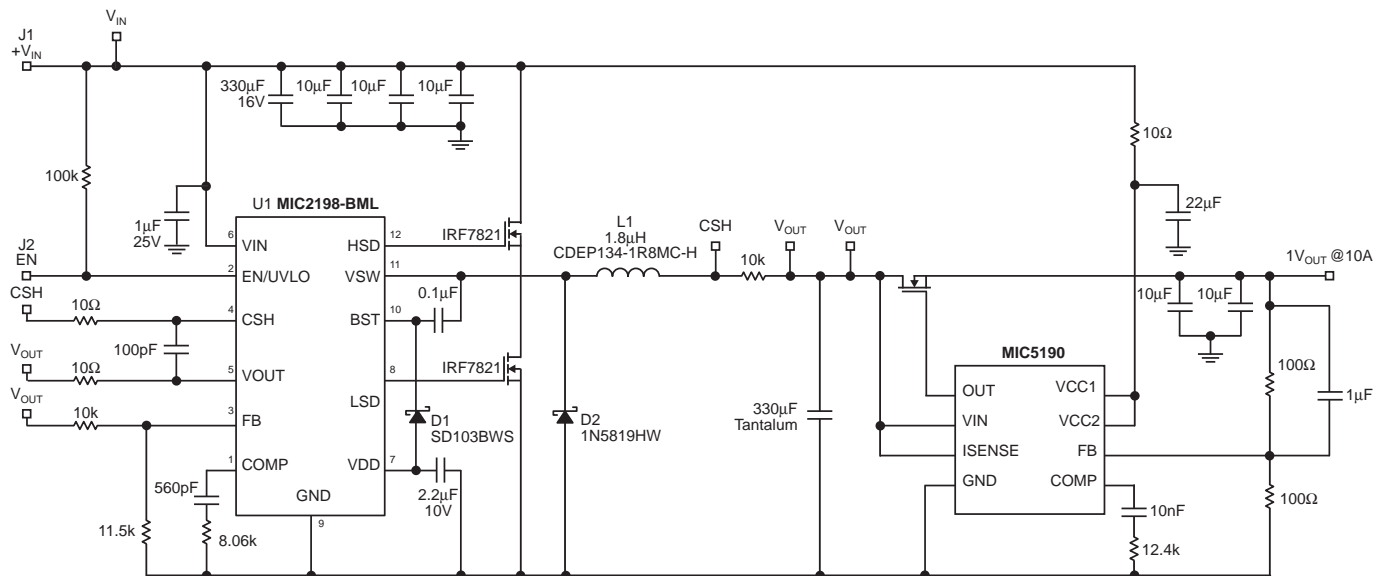 J1
+VIN
VIN
330µF
16V
10µF
10µF
10µF
10Ω
100k
1µF
25V
22µF
U1 MIC2198-BML
J2
EN
CSH
10Ω
100pF
VOUT
10Ω
VOUT
10k
11.5k
560pF
8.06k
6
VIN
2
EN/UVLO
4
CSH
5
VOUT
3
FB
1
COMP
GND
9
12
HSD
11
VSW
10
BST
8
LSD
7
VDD
IRF7821
0.1µF
IRF7821
D1
SD103BWS
2.2µF
10V
D2
1N5819HW
L1
1.8µH
CDEP134-1R8MC-H
CSH
10k
VOUT
VOUT
330µF
Tantalum
MIC5190
OUT
VIN
ISENSE
GND
VCC1
VCC2
FB
COMP
10nF
12.4k
10µF
10µF
1VOUT @10A
100Ω
1µF
100Ω